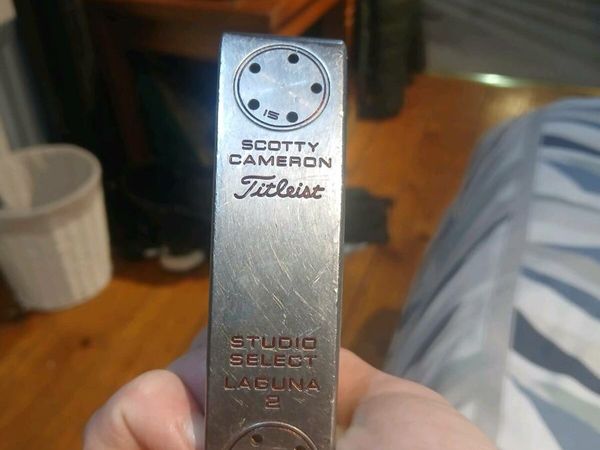 15
SCOTTY
CAMERON
Titleist
STUDIO
SELECT
LAGUNA
2